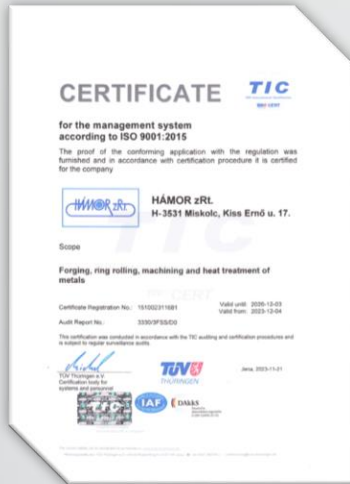 CERTIFICATE
TIC
for the management system
according to ISO 9001:2015
The proof of the conforming application with the regulation was
furnished and in accordance with certification procedure it is certified
for the company
HÁMOR zRt.
HÁMOR zRt.
H-3531 Miskolc, Kiss Ernő u. 17.
Scope
Forging, ring rolling, machining and heat treatment of
metals
Certificate Registration No.:
Valid until: 2026-12-03
Valid from: 2023-12-04
Audit Report No.:
This certification was conducted in accordance with the TIC auditing and certification procedures and
is subject to regular surveillance audits.
TÜV Thüringen e.V.
Certification body for
systems and personnel
TÜV
THÜRINGEN
Jena, 2023-11-21
TIC
IAF
DAkkS